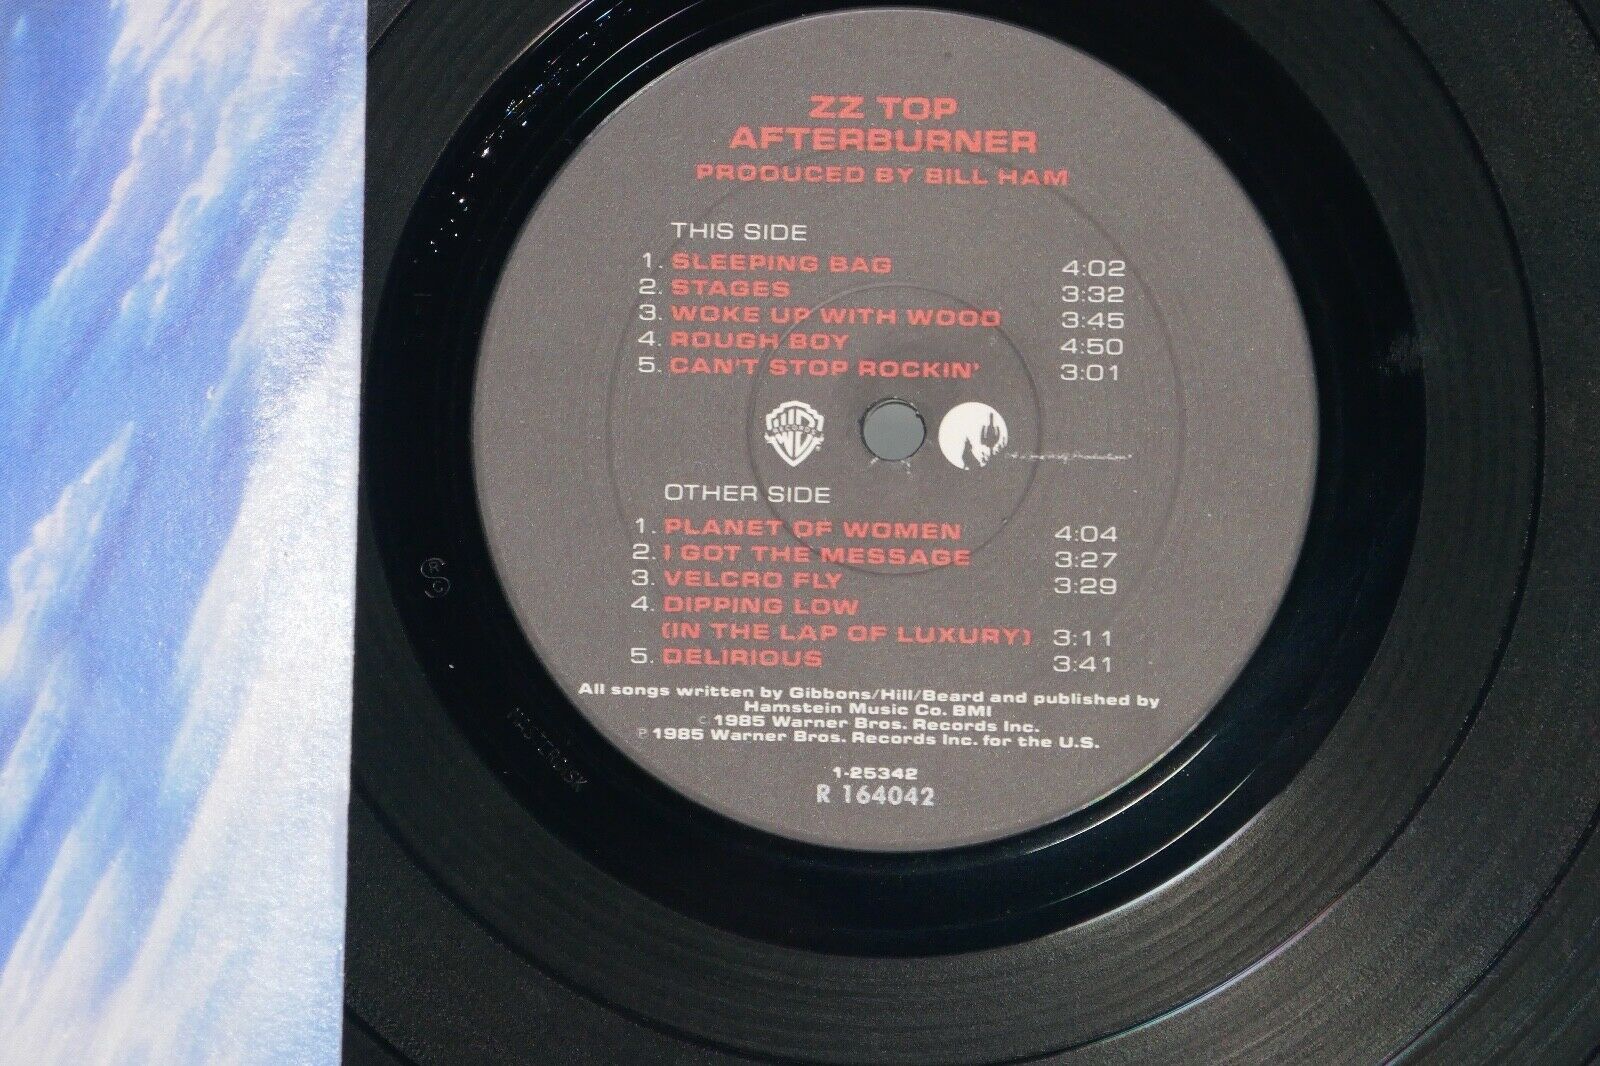 ZZ TOP
AFTERBURNER
PRODUCED BY BILL HAM
THIS SIDE
1. SLEEPING BAG 4:02
2. STAGES 3:32
3. WOKE UP WITH WOOD 3:45
4. ROUGH BOY 4:50
5. CAN'T STOP ROCKIN' 3:01
WB
RECORDS
OTHER SIDE
1. PLANET OF WOMEN 4:04
2. I GOT THE MESSAGE 3:27
3. VELCRO FLY 3:29
4. DIPPING LOW
(IN THE LAP OF LUXURY) 3:11
5. DELIRIOUS 3:41
All songs written by Gibbons/Hill/Beard and published by
Hamstein Music Co. BMI
© 1985 Warner Bros. Records Inc.
℗ 1985 Warner Bros. Records Inc. for the U.S.
1-25342
R 164042
MASTERDISK